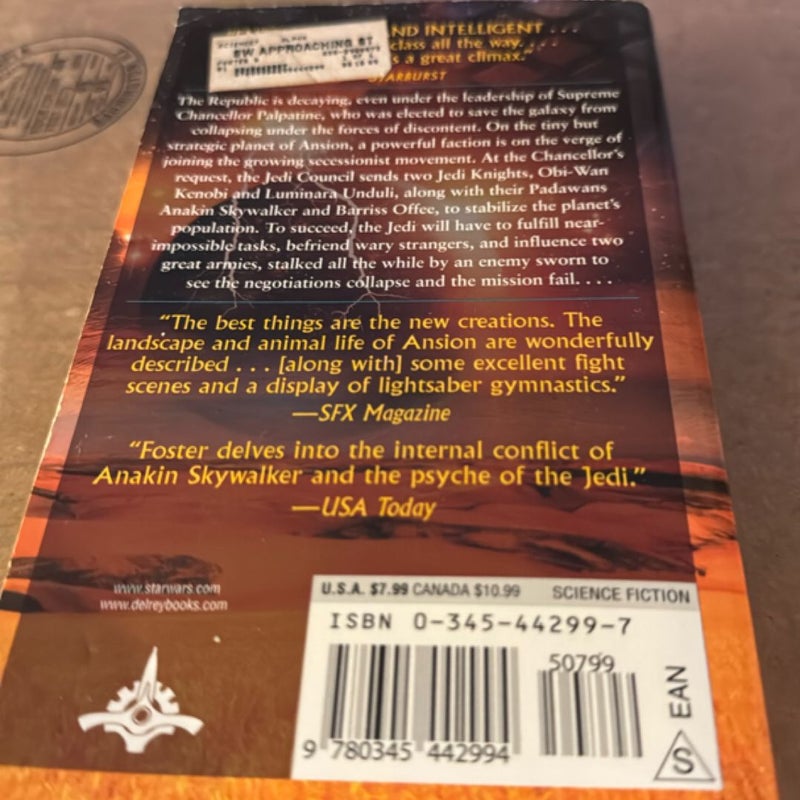 ND INTELLIGENT . . .
class all the way. . . .
s a great climax."
STARBURST
SW APPROACHING ST
The Republic is decaying, even under the leadership of Supreme
Chancellor Palpatine, who was elected to save the galaxy from
collapsing under the forces of discontent. On the tiny but
strategic planet of Ansion, a powerful faction is on the verge of
joining the growing secessionist movement. At the Chancellor's
request, the Jedi Council sends two Jedi Knights, Obi-Wan
Kenobi and Luminara Unduli, along with their Padawans
Anakin Skywalker and Barriss Offee, to stabilize the planet's
population. To succeed, the Jedi will have to fulfill near-
impossible tasks, befriend wary strangers, and influence two
great armies, stalked all the while by an enemy sworn to
see the negotiations collapse and the mission fail. . . .
"The best things are the new creations. The
landscape and animal life of Ansion are wonderfully
described . . . [along with] some excellent fight
scenes and a display of lightsaber gymnastics."
—SFX Magazine
"Foster delves into the internal conflict of
Anakin Skywalker and the psyche of the Jedi."
—USA Today
www.starwars.com
www.delreybooks.com
U.S.A. $7.99 CANADA $10.99 SCIENCE FICTION
ISBN 0-345-44299-7
50799
9 780345 442994
EAN
S